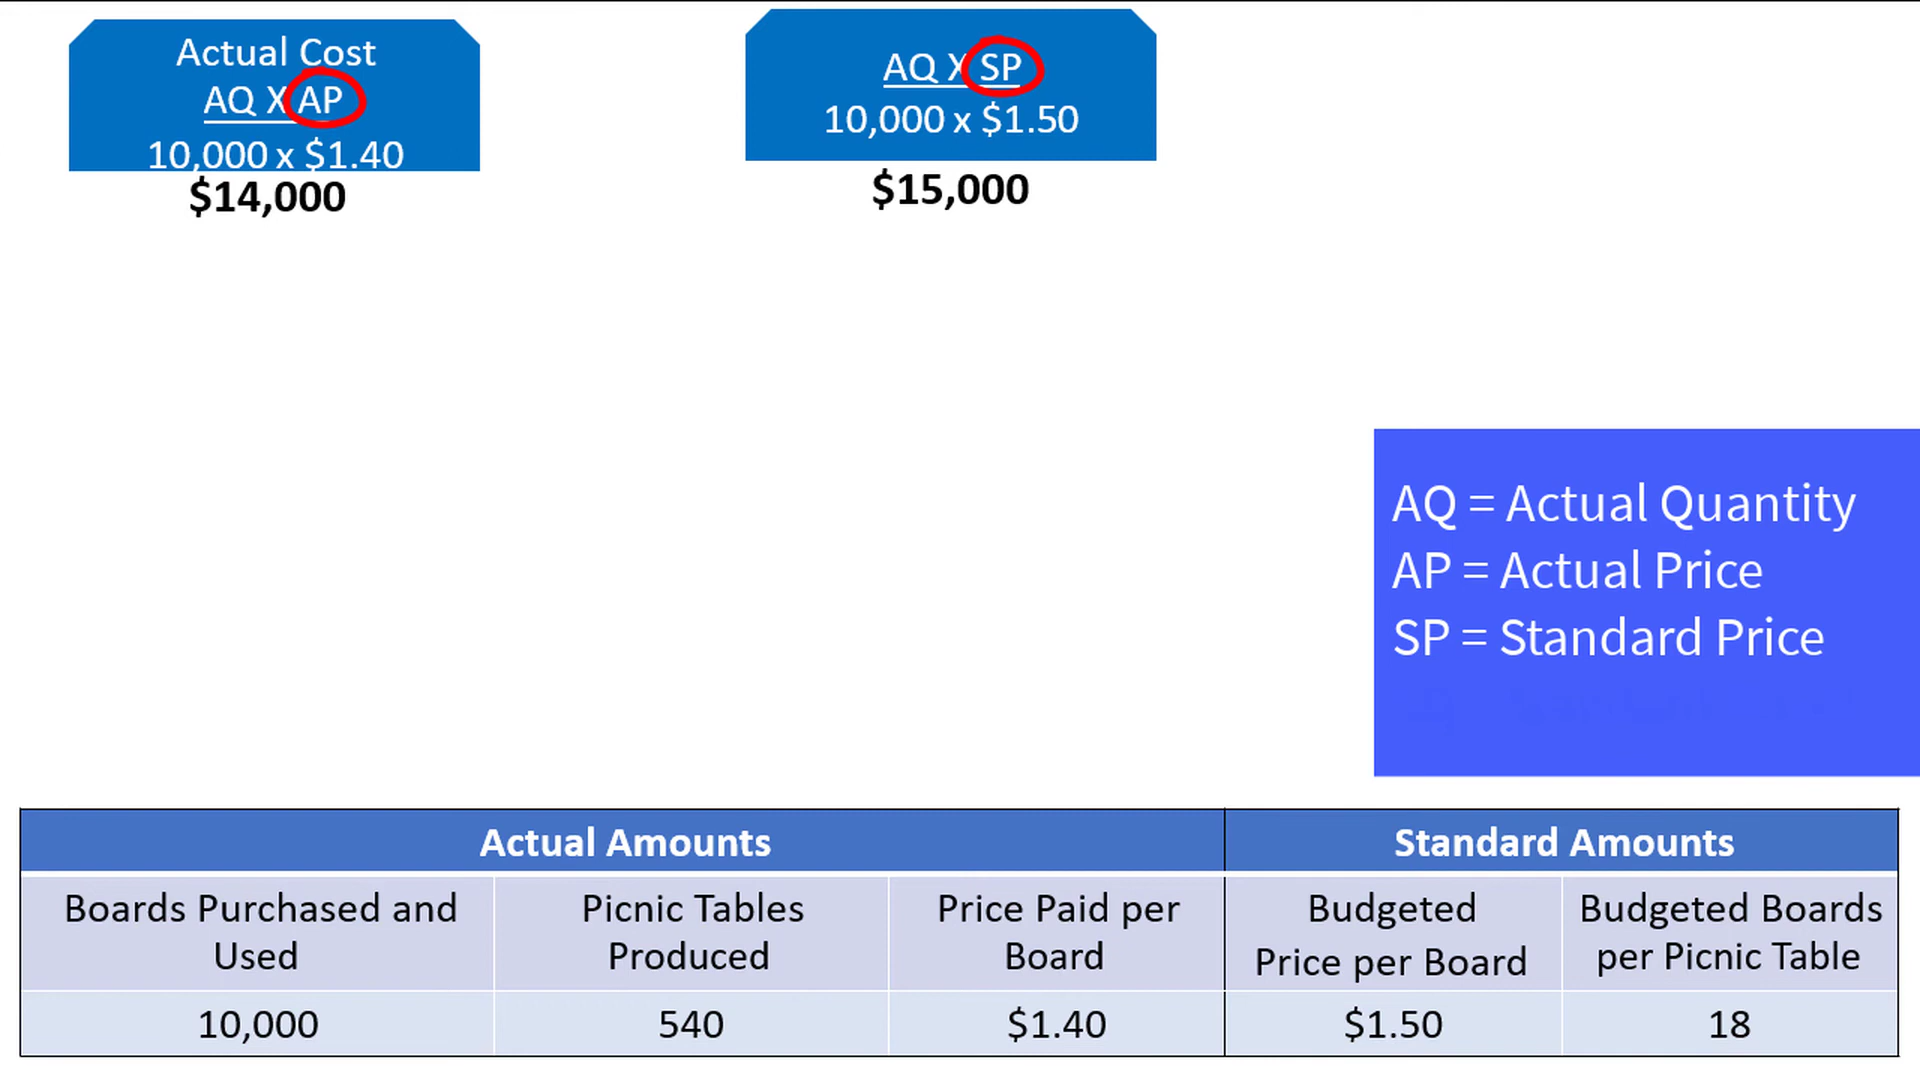 Actual Cost
AQ X AP
10,000 x $1.40
$14,000
AQ X SP
10,000 x $1.50
$15,000
AQ = Actual Quantity
AP = Actual Price
SP = Standard Price
Actual Amounts
Standard Amounts
Boards Purchased and
Used
Picnic Tables
Produced
Price Paid per
Board
Budgeted
Price per Board
Budgeted Boards
per Picnic Table
10,000
540
$1.40
$1.50
18